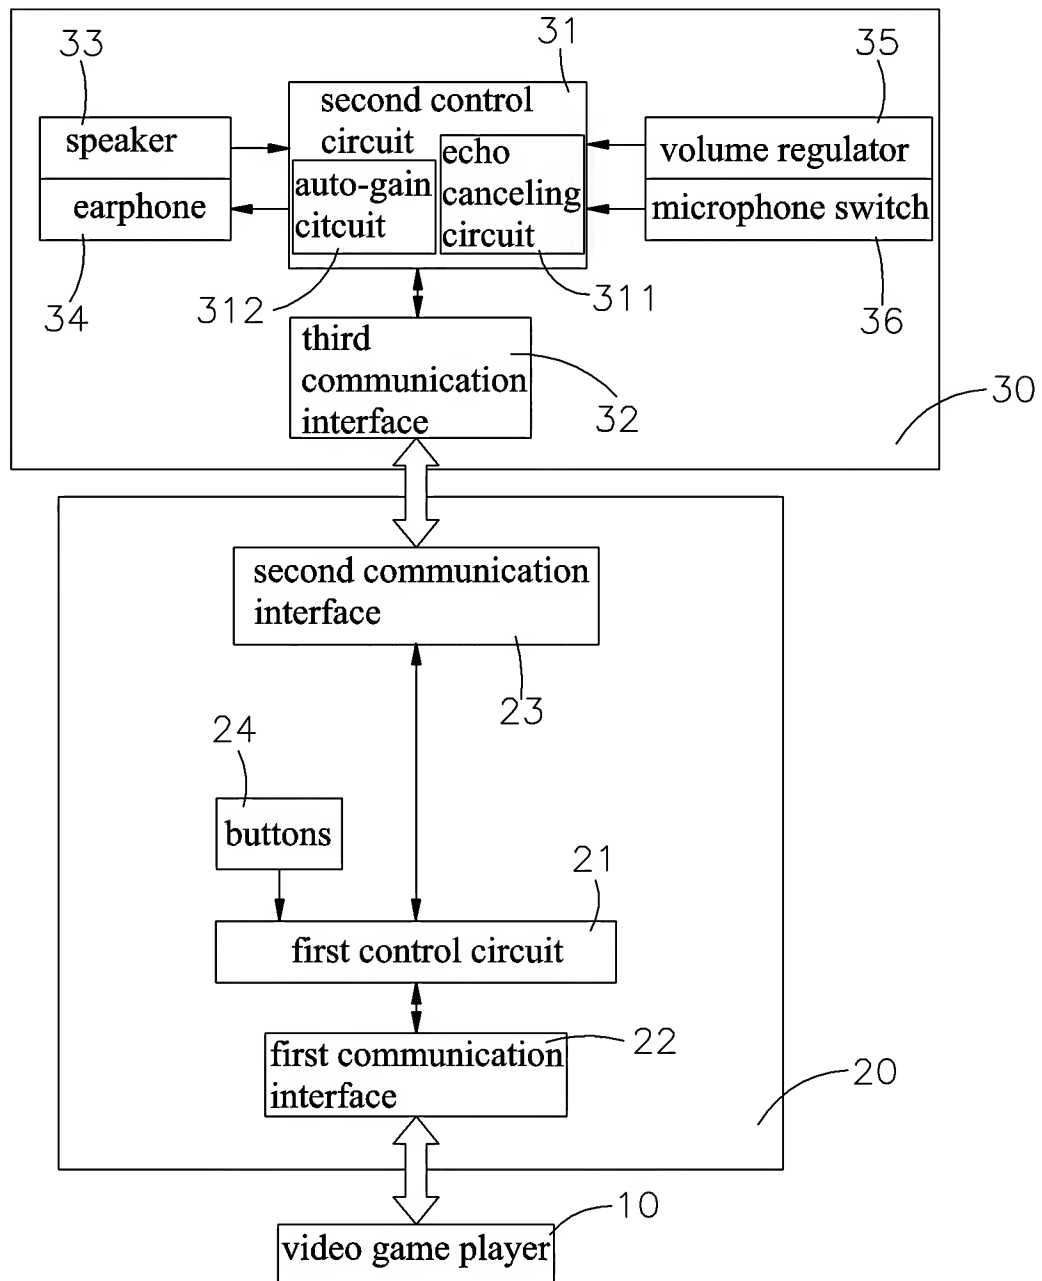 33
31
35
speaker
earphone
34
second control
circuit
auto-gain
citcuit
echo
canceling
circuit
312
311
volume regulator
microphone switch
36
third
communication
interface
32
30
second communication
interface
23
24
buttons
21
first control circuit
22
first communication
interface
20
10
video game player